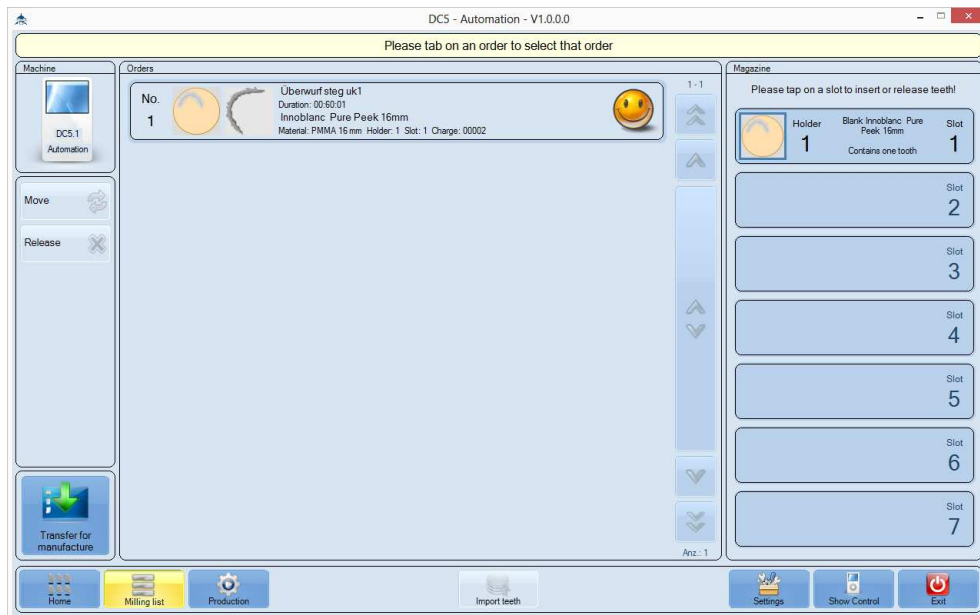 DC5 - Automation - V1.0.0.0
Please tab on an order to select that order
Machine
DC5.1
Automation
Move
Release
Transfer for
manufacture
Orders
No.
1
Überwurf steg uk1
Duration: 00:60:01
Innoblanc Pure Peek 16mm
Material: PMMA 16 mm Holder: 1 Slot: 1 Charge: 00002
1 - 1
Anz.: 1
Magazine
Please tap on a slot to insert or release teeth!
Holder
1
Blank Innoblanc Pure
Peek 16mm
Contains one tooth
Slot
1
Slot
2
Slot
3
Slot
4
Slot
5
Slot
6
Slot
7
Home
Milling list
Production
Import teeth
Settings
Show Control
Exit